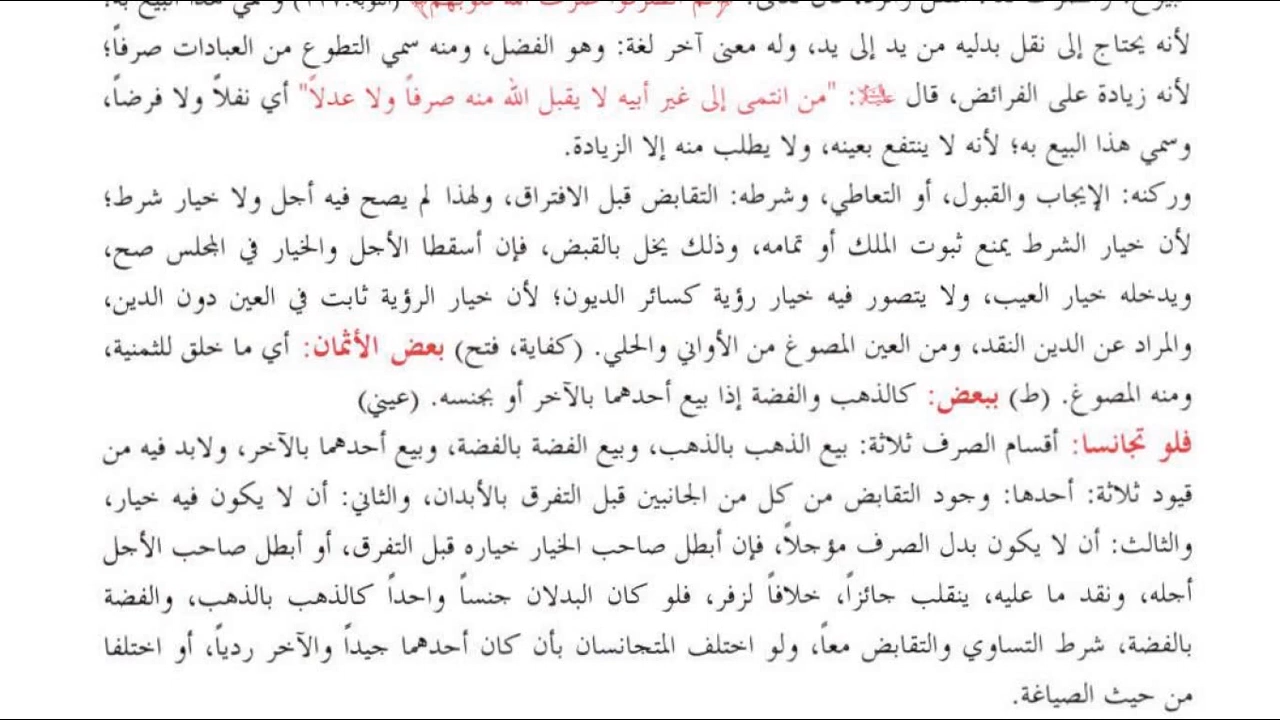 لأنه يحتاج إلى نقل بدليه من يد إلى يد، وله معنى آخر لغة: وهو الفضل، ومنه سمي التطوع من العبادات صرفاً؛
لأنه زيادة على الفرائض، قال ﷺ: "من انتمى إلى غير أبيه لا يقبل الله منه صرفاً ولا عدلاً" أي نفلاً ولا فرضاً،
وسمي هذا البيع به؛ لأنه لا ينتفع بعينه، ولا يطلب منه إلا الزيادة.
وركنه: الإيجاب والقبول، أو التعاطي، وشرطه: التقابض قبل الافتراق، ولهذا لم يصح فيه أجل ولا خيار شرط؛
لأن خيار الشرط يمنع ثبوت الملك أو تمامه، وذلك يخل بالقبض، فإن أسقطا الأجل والخيار في المجلس صح،
ويدخله خيار العيب، ولا يتصور فيه خيار رؤية كسائر الديون؛ لأن خيار الرؤية ثابت في العين دون الدين،
والمراد عن الدين النقد، ومن العين المصوغ من الأواني والحلي. (كفاية، فتح) بعض الأثمان: أي ما خلق للثمنية،
ومنه المصوغ. (ط) ببعض: كالذهب والفضة إذا بيع أحدهما بالآخر أو بجنسه. (عيني)
فلو تجانسا: أقسام الصرف ثلاثة: بيع الذهب بالذهب، وبيع الفضة بالفضة، وبيع أحدهما بالآخر، ولابد فيه من
قيود ثلاثة: أحدها: وجود التقابض من كل من الجانبين قبل التفرق بالأبدان، والثاني: أن لا يكون فيه خيار،
والثالث: أن لا يكون بدل الصرف مؤجلاً، فإن أبطل صاحب الخيار خياره قبل التفرق، أو أبطل صاحب الأجل
أجله، ونقد ما عليه، ينقلب جائزاً، خلافاً لزفر، فلو كان البدلان جنساً واحداً كالذهب بالذهب، والفضة
بالفضة، شرط التساوي والتقابض معاً، ولو اختلف المتجانسان بأن كان أحدهما جيداً والآخر ردياً، أو اختلفا
من حيث الصياغة.